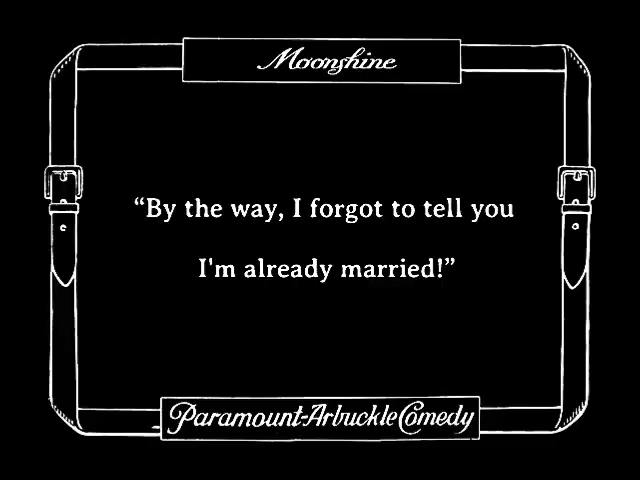 Moonshine
“By the way, I forgot to tell you
I'm already married!”
Paramount-Arbuckle Comedy